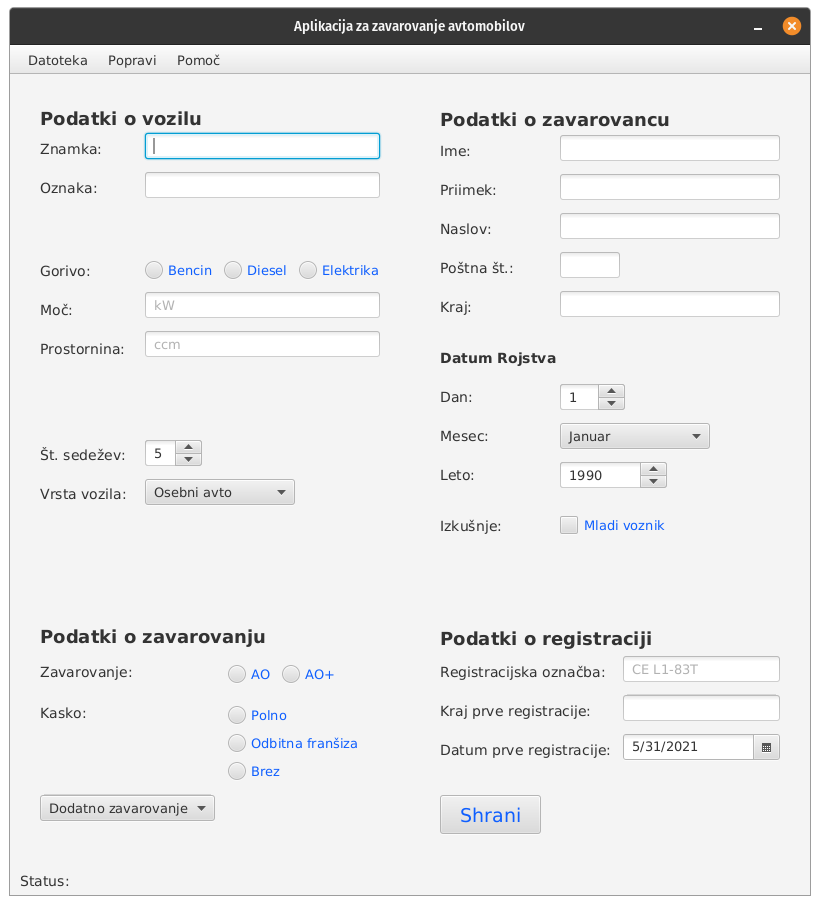 Aplikacija za zavarovanje avtomobilov
Datoteka Popravi Pomoč
Podatki o vozilu
Znamka:
Oznaka:
Gorivo: Bencin Diesel Elektrika
Moč: kW
Prostornina: ccm
Št. sedežev: 5
Vrsta vozila: Osebni avto
Podatki o zavarovancu
Ime:
Priimek:
Naslov:
Poštna št.:
Kraj:
Datum Rojstva
Dan: 1
Mesec: Januar
Leto: 1990
Izkušnje: Mladi voznik
Podatki o zavarovanju
Zavarovanje: AO AO+
Kasko: Polno
Odbitna franšiza
Brez
Dodatno zavarovanje
Podatki o registraciji
Registracijska označba: CE L1-83T
Kraj prve registracije:
Datum prve registracije: 5/31/2021
Shrani
Status: